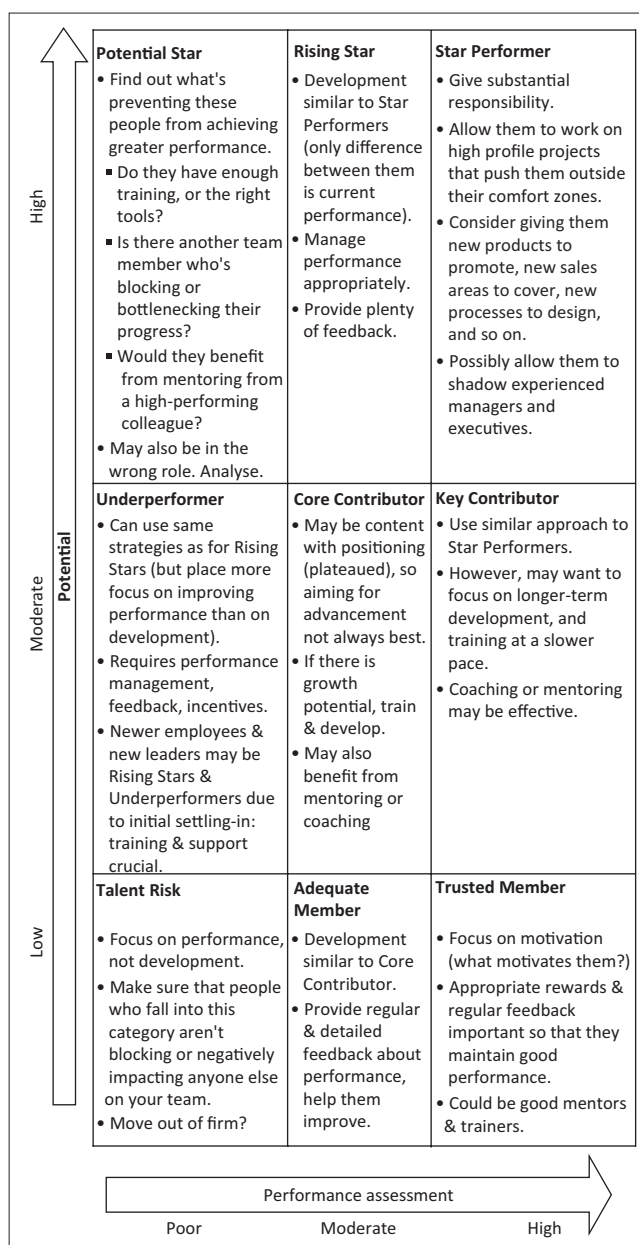 Potential Star
• Find out what's
preventing these
people from achieving
greater performance.
▪ Do they have enough
training, or the right
tools?
▪ Is there another team
member who's
blocking or
bottlenecking their
progress?
▪ Would they benefit
from mentoring from
a high-performing
colleague?
• May also be in the
wrong role. Analyse.
Rising Star
• Development
similar to Star
Performers
(only difference
between them
is current
performance).
• Manage
performance
appropriately.
• Provide plenty
of feedback.
Star Performer
• Give substantial
responsibility.
• Allow them to work on
high profile projects
that push them outside
their comfort zones.
• Consider giving them
new products to
promote, new sales
areas to cover, new
processes to design,
and so on.
• Possibly allow them to
shadow experienced
managers and
executives.
High
Underperformer
• Can use same
strategies as for Rising
Stars (but place more
focus on improving
performance than on
development).
• Requires performance
management,
feedback, incentives.
• Newer employees &
new leaders may be
Rising Stars &
Underperformers due
to initial settling-in:
training & support
crucial.
Core Contributor
• May be content
with positioning
(plateaued), so
aiming for
advancement
not always best.
• If there is
growth
potential, train
& develop.
• May also
benefit from
mentoring or
coaching
Key Contributor
• Use similar approach to
Star Performers.
• However, may want to
focus on longer-term
development, and
training at a slower
pace.
• Coaching or mentoring
may be effective.
Moderate
Potential
Talent Risk
• Focus on performance,
not development.
• Make sure that people
who fall into this
category aren't
blocking or negatively
impacting anyone else
on your team.
• Move out of firm?
Adequate
Member
• Development
similar to Core
Contributor.
• Provide regular
& detailed
feedback about
performance,
help them
improve.
Trusted Member
• Focus on motivation
(what motivates them?)
• Appropriate rewards &
regular feedback
important so that they
maintain good
performance.
• Could be good mentors
& trainers.
Low
Performance assessment
Poor
Moderate
High